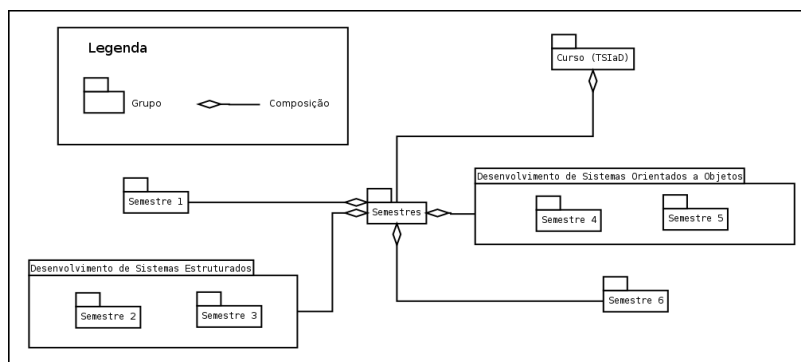 Legenda
Grupo
Composição
Curso (TSIaD)
Semestre 1
Semestres
Desenvolvimento de Sistemas Orientados a Objetos
Semestre 4
Semestre 5
Desenvolvimento de Sistemas Estruturados
Semestre 2
Semestre 3
Semestre 6